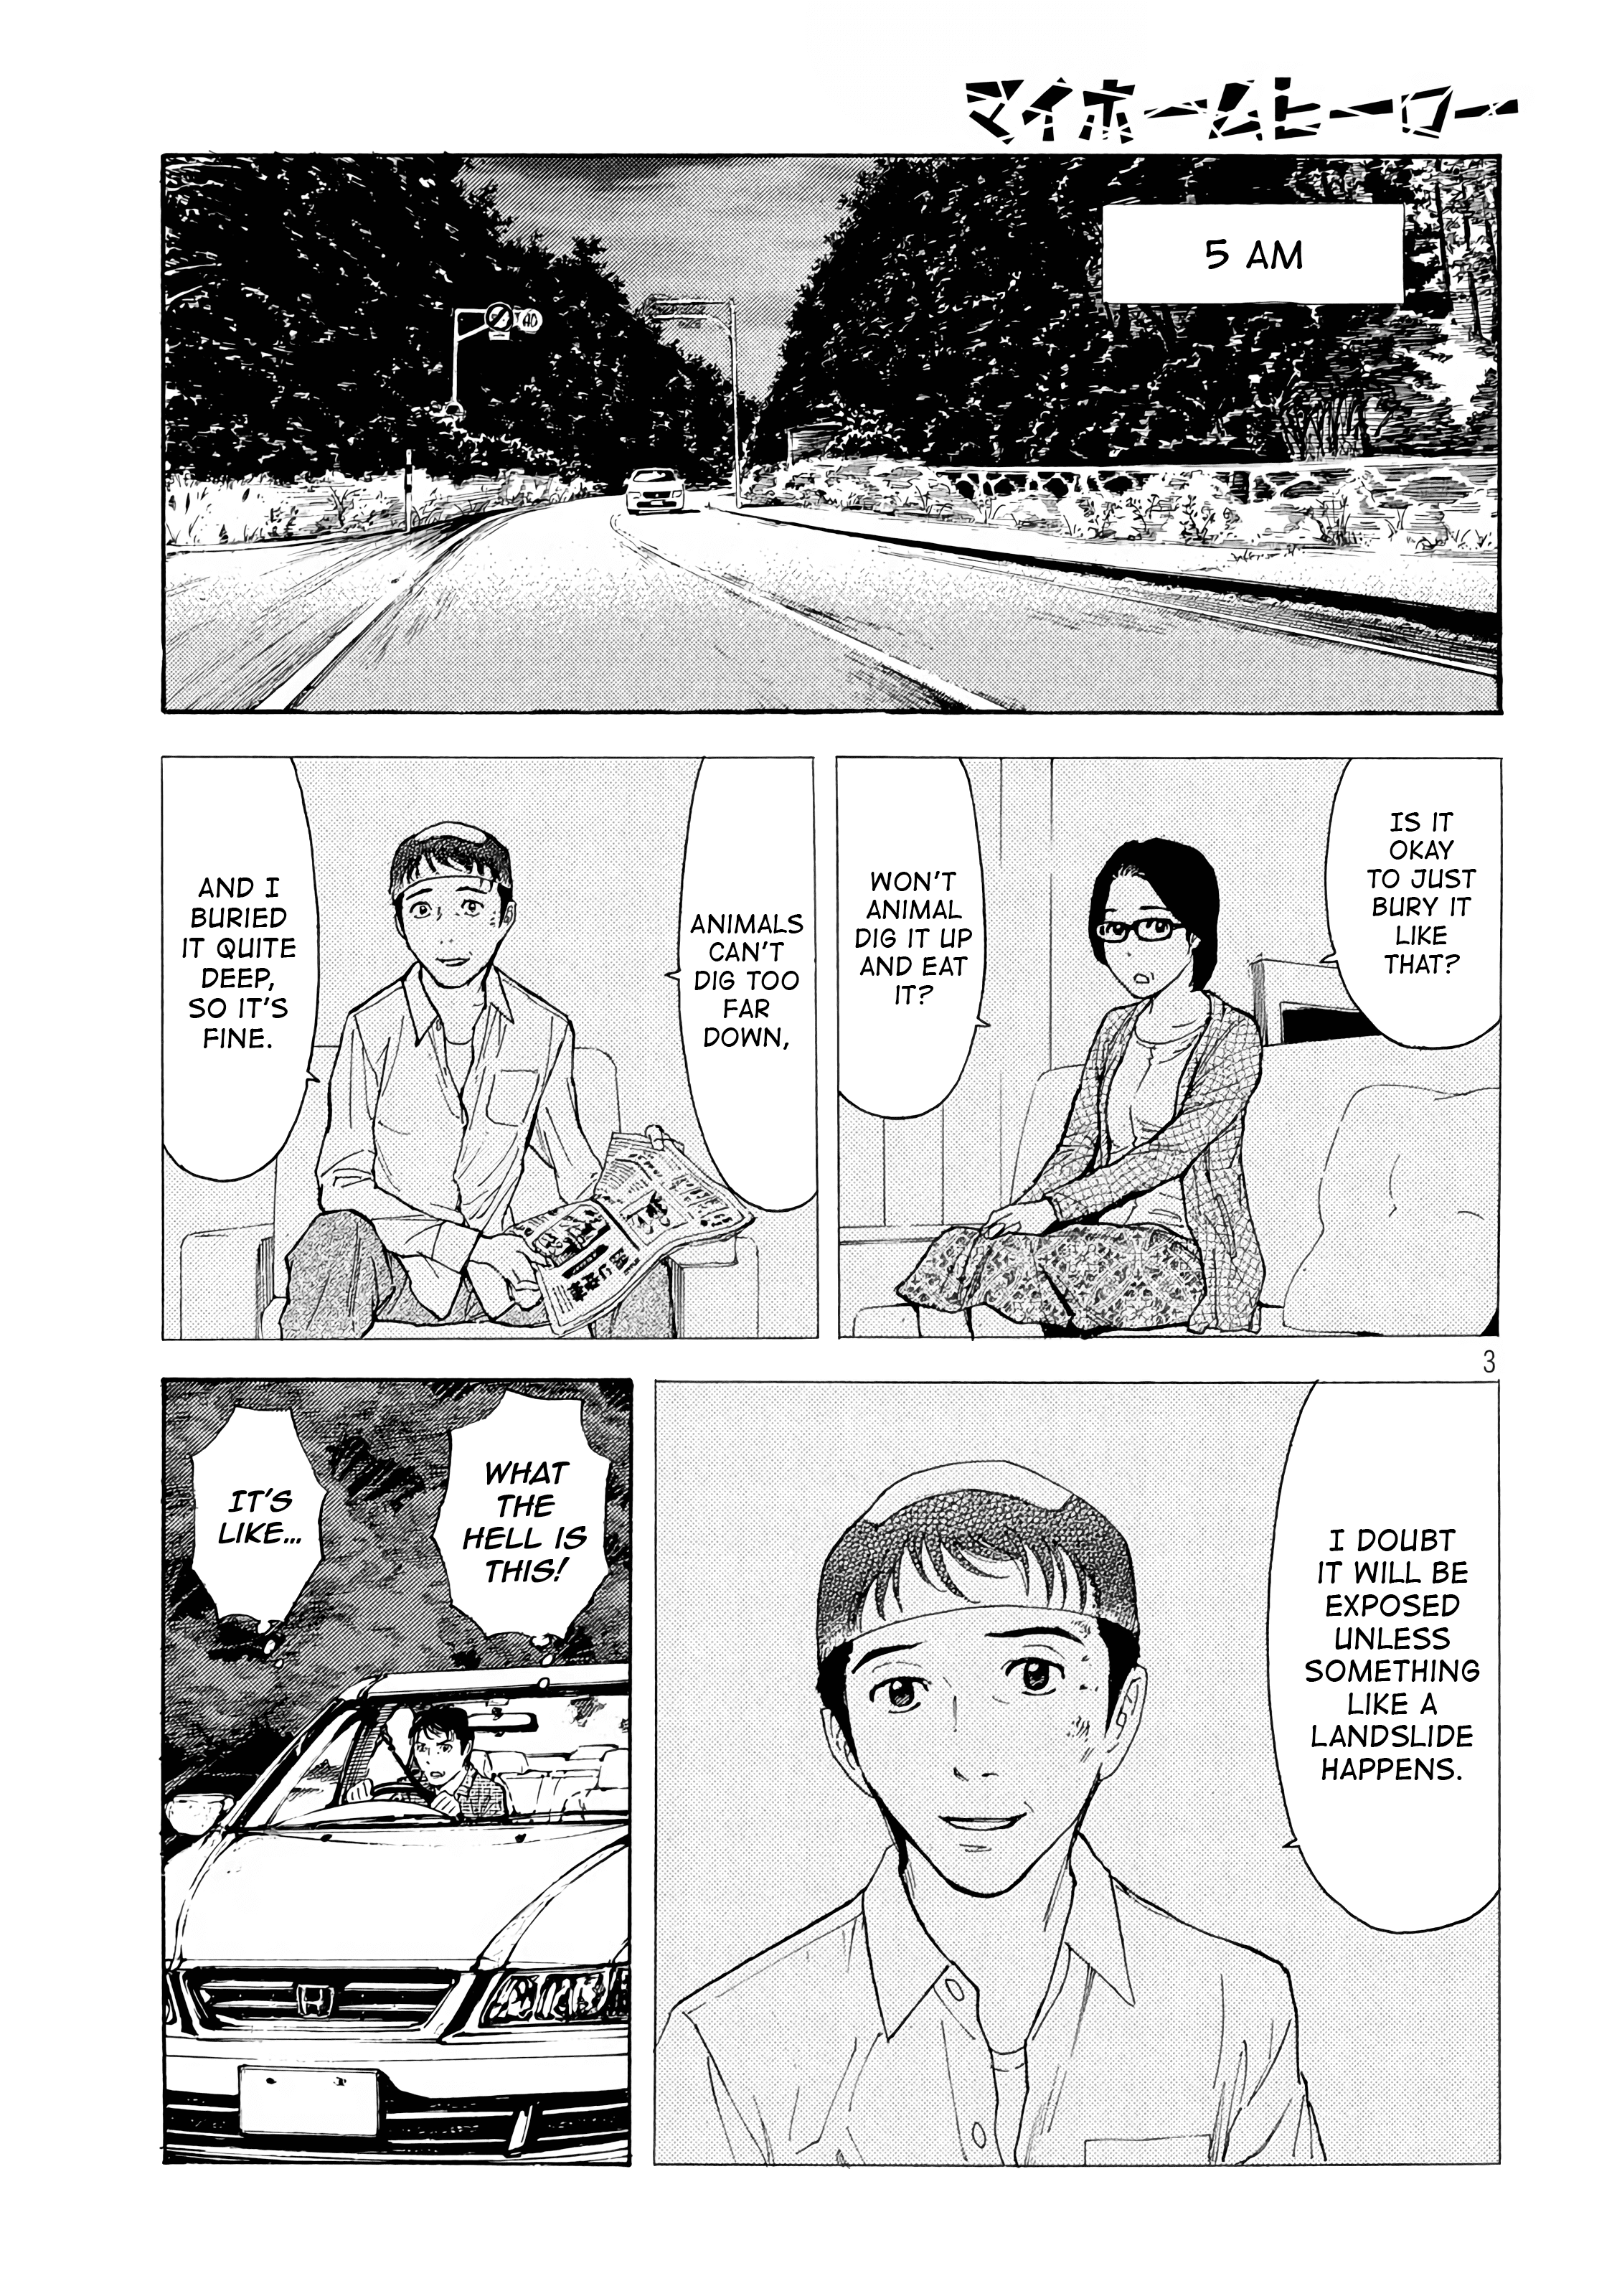 マイホームヒーロー
5 AM
40
IS IT
OKAY
TO JUST
BURY IT
LIKE
THAT?
WON'T
ANIMAL
DIG IT UP
AND EAT
IT?
ANIMALS
CAN'T
DIG TOO
FAR
DOWN,
AND I
BURIED
IT QUITE
DEEP,
SO IT'S
FINE.
3
I DOUBT
IT WILL BE
EXPOSED
UNLESS
SOMETHING
LIKE A
LANDSLIDE
HAPPENS.
WHAT
THE
HELL IS
THIS!
IT'S
LIKE...
H